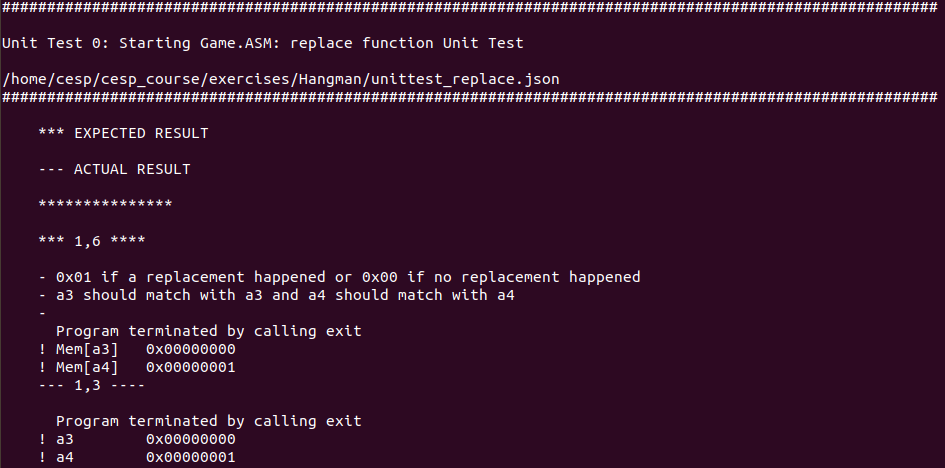 ########################################################################################################
Unit Test 0: Starting Game.ASM: replace function Unit Test
/home/cesp/cesp_course/exercises/Hangman/unittest_replace.json
########################################################################################################
*** EXPECTED RESULT
--- ACTUAL RESULT
***************
*** 1,6 ****
- 0x01 if a replacement happened or 0x00 if no replacement happened
- a3 should match with a3 and a4 should match with a4
-
Program terminated by calling exit
! Mem[a3]   0x00000000
! Mem[a4]   0x00000001
--- 1,3 ----
Program terminated by calling exit
! a3        0x00000000
! a4        0x00000001